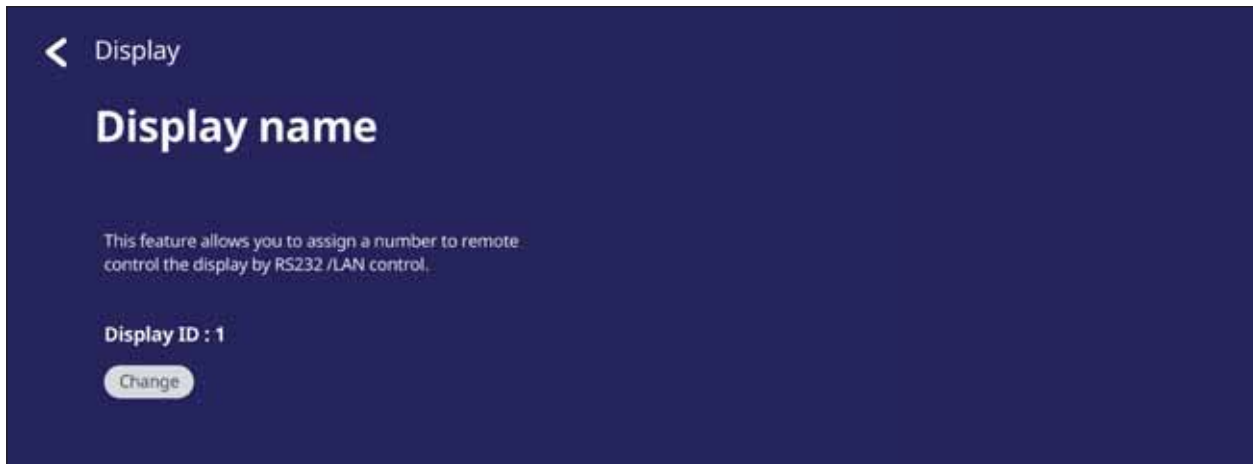 Display
Display name
This feature allows you to assign a number to remote
control the display by RS232 /LAN control.
Display ID : 1
Change